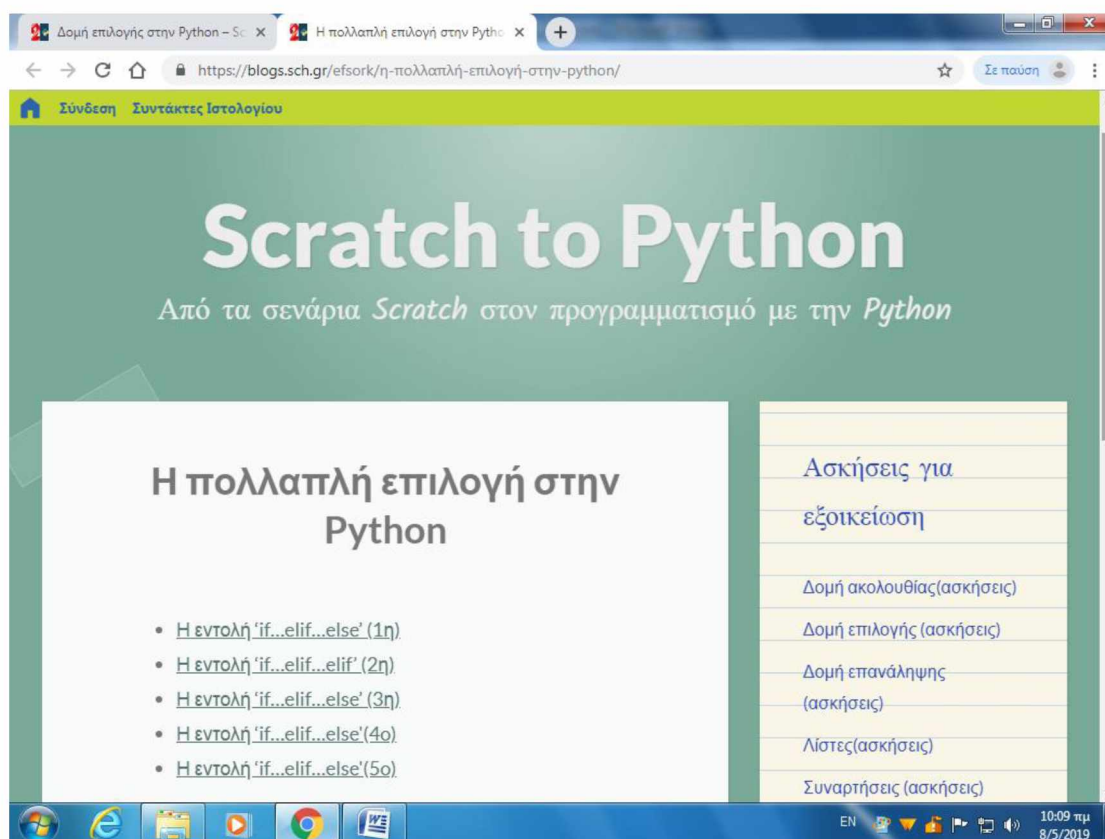 Δομή επιλογής στην Python – Sc
Η πολλαπλή επιλογή στην Pytho
https://blogs.sch.gr/efsork/η-πολλαπλή-επιλογή-στην-python/
Σε παύση
Σύνδεση Συντάκτες Ιστολογίου
Scratch to Python
Από τα σενάρια Scratch στον προγραμματισμό με την Python
Η πολλαπλή επιλογή στην
Python
Η εντολή ‘if…elif…else’ (1η)
Η εντολή ‘if…elif…elif’ (2η)
Η εντολή ‘if…elif…else’ (3η)
Η εντολή ‘if…elif…else'(4ο)
Η εντολή ‘if…elif…else'(5ο)
Ασκήσεις για
εξοικείωση
Δομή ακολουθίας(ασκήσεις)
Δομή επιλογής (ασκήσεις)
Δομή επανάληψης
(ασκήσεις)
Λίστες(ασκήσεις)
Συναρτήσεις (ασκήσεις)
EN
10:09 πμ
8/5/2019